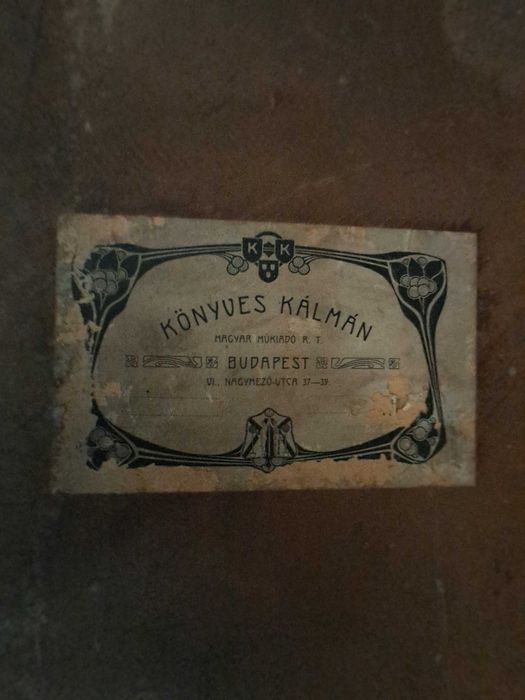 K K
KÖNYVES KÁLMÁN
MAGYAR MŰKIADÓ R. T.
BUDAPEST
VI., NAGYMEZŐ-UTCA 37—39.